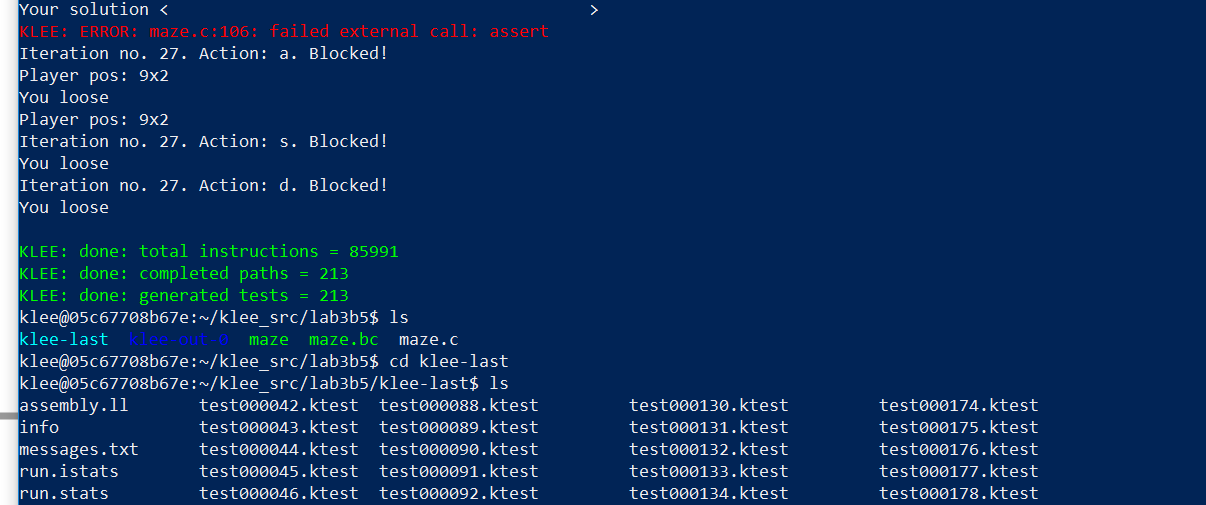 Your solution <                                          >
KLEE: ERROR: maze.c:106: failed external call: assert
Iteration no. 27. Action: a. Blocked!
Player pos: 9x2
You loose
Player pos: 9x2
Iteration no. 27. Action: s. Blocked!
You loose
Iteration no. 27. Action: d. Blocked!
You loose
KLEE: done: total instructions = 85991
KLEE: done: completed paths = 213
KLEE: done: generated tests = 213
klee@05c67708b67e:~/klee_src/lab3b5$ ls
klee-last  klee-out-0  maze  maze.bc  maze.c
klee@05c67708b67e:~/klee_src/lab3b5$ cd klee-last
klee@05c67708b67e:~/klee_src/lab3b5/klee-last$ ls
assembly.ll       test000042.ktest  test000088.ktest         test000130.ktest         test000174.ktest
info              test000043.ktest  test000089.ktest         test000131.ktest         test000175.ktest
messages.txt      test000044.ktest  test000090.ktest         test000132.ktest         test000176.ktest
run.istats        test000045.ktest  test000091.ktest         test000133.ktest         test000177.ktest
run.stats         test000046.ktest  test000092.ktest         test000134.ktest         test000178.ktest